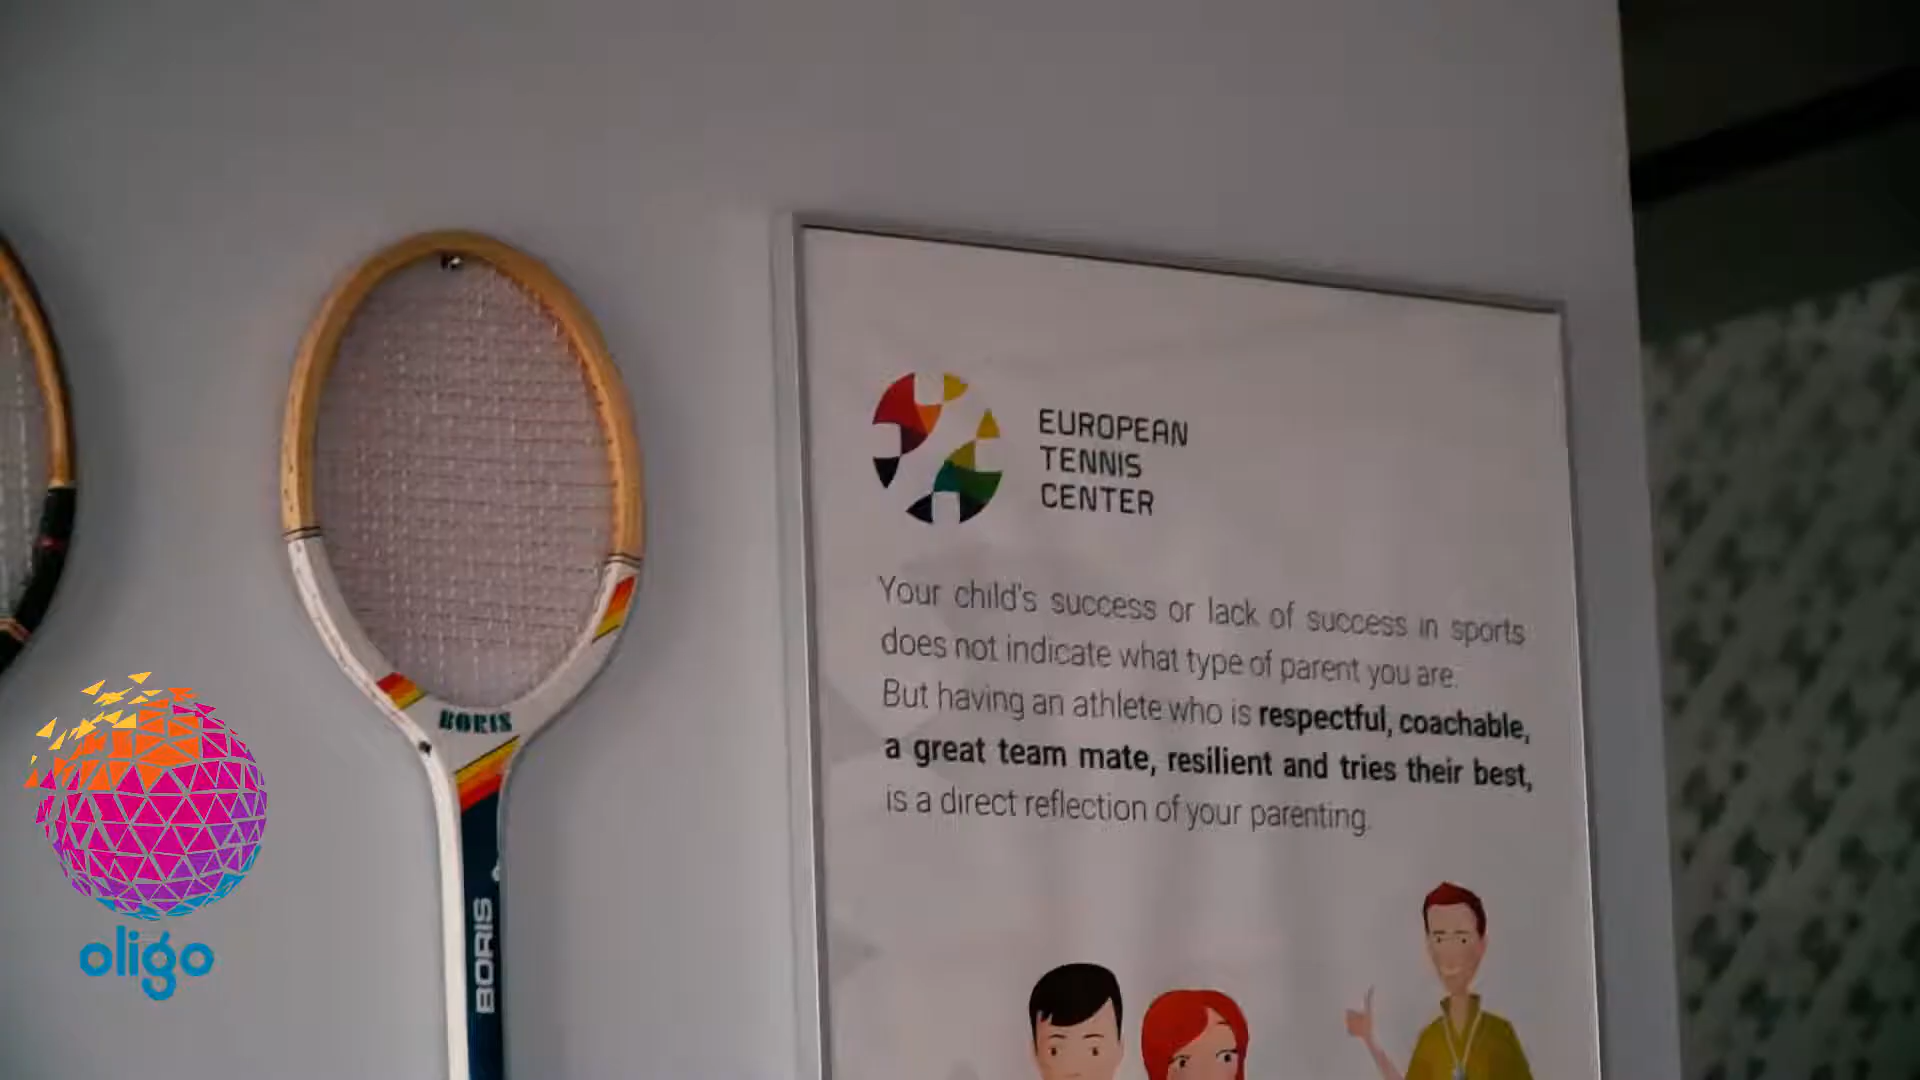 BORIS
BORIS
EUROPEAN
TENNIS
CENTER
Your child's success or lack of success in sports
does not indicate what type of parent you are.
But having an athlete who is respectful, coachable,
a great team mate, resilient and tries their best,
is a direct reflection of your parenting.
oligo